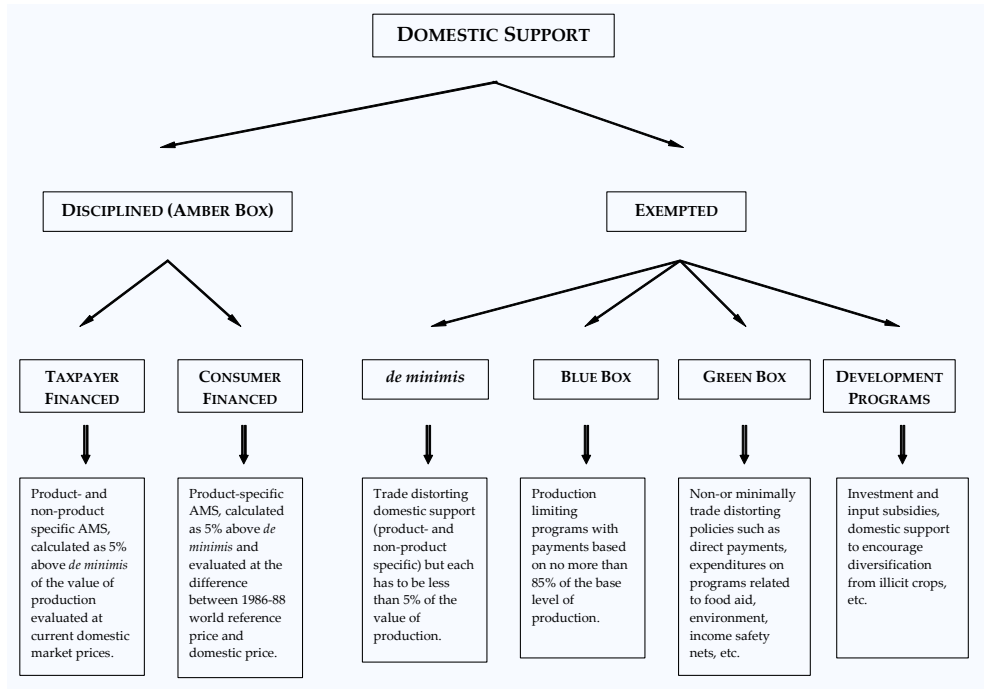 DOMESTIC SUPPORT
DISCIPLINED (AMBER BOX)
EXEMPTED
TAXPAYER
FINANCED
CONSUMER
FINANCED
de minimis
BLUE BOX
GREEN BOX
DEVELOPMENT
PROGRAMS
Product- and
non-product
specific AMS,
calculated as 5%
above de minimis
of the value of
production
evaluated at
current domestic
market prices.
Product-specific
AMS, calculated
as 5% above de
minimis and
evaluated at the
difference
between 1986-88
world reference
price and
domestic price.
Trade distorting
domestic support
(product- and
non-product
specific) but each
has to be less
than 5% of the
value of
production.
Production
limiting
programs with
payments based
on no more than
85% of the base
level of
production.
Non-or minimally
trade distorting
policies such as
direct payments,
expenditures on
programs related
to food aid,
environment,
income safety
nets, etc.
Investment and
input subsidies,
domestic support
to encourage
diversification
from illicit crops,
etc.